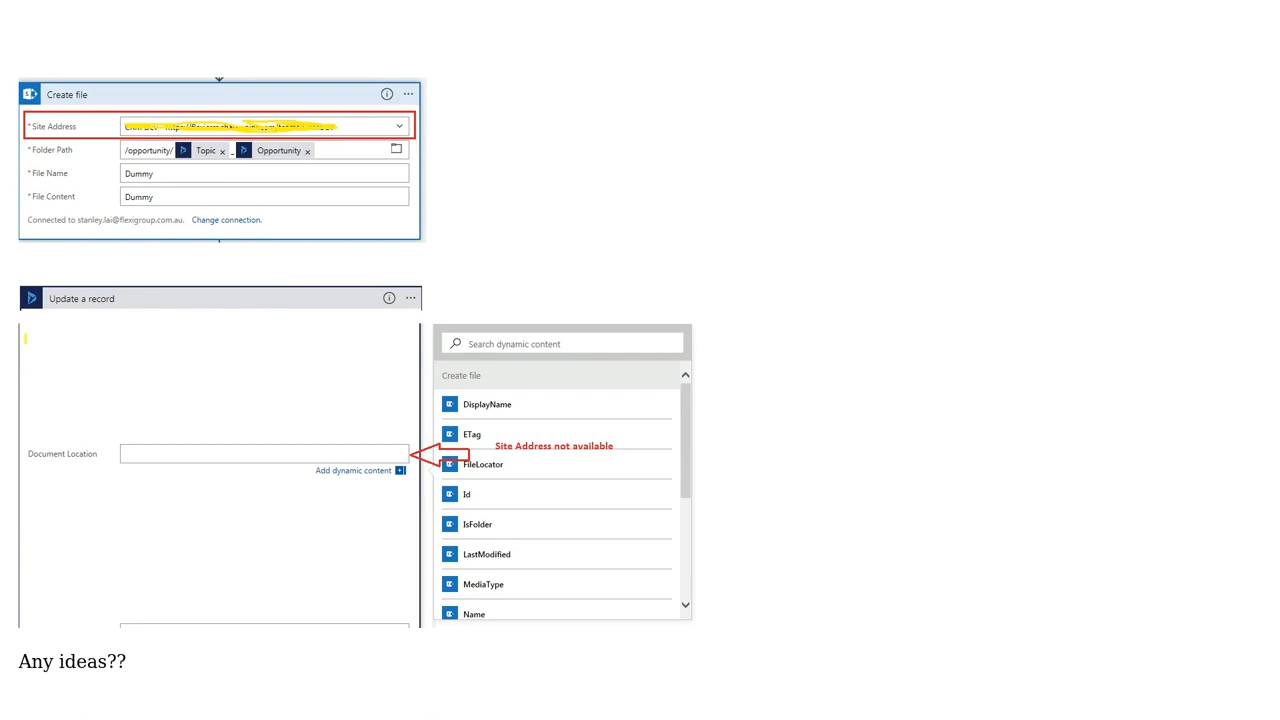 Create file
* Site Address
* Folder Path /opportunity/ Topic × _ Opportunity ×
* File Name Dummy
* File Content Dummy
Connected to stanley.lai@flexigroup.com.au. Change connection.
Update a record
Search dynamic content
Create file
DisplayName
ETag
Site Address not available
Document Location
FileLocator
Add dynamic content
Id
IsFolder
LastModified
MediaType
Name
Any ideas??